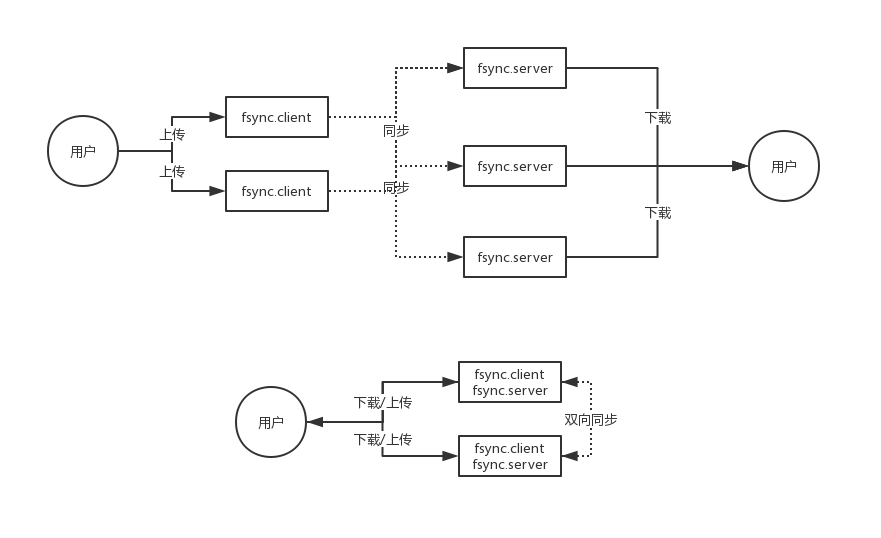 fsync.server
fsync.client
下载
上传
同步
用户
fsync.server
用户
上传
fsync.client
同步
下载
fsync.server
fsync.client
fsync.server
下载/上传
双向同步
用户
下载/上传
fsync.client
fsync.server